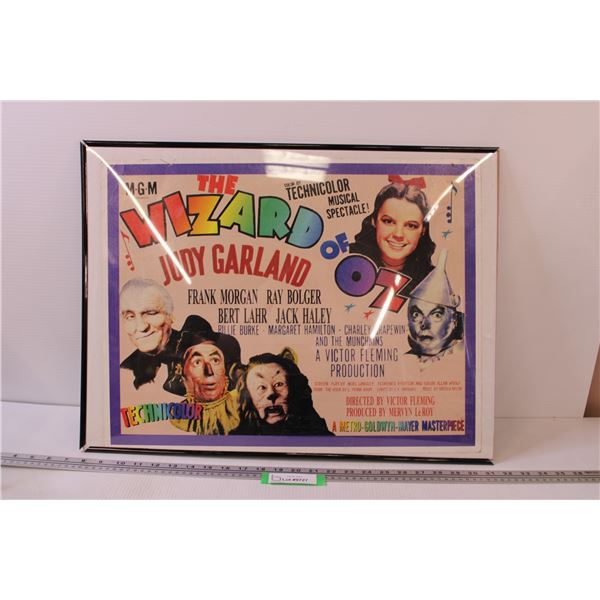 M-G-M
THE
WIZARD
OF
OZ
COLOR BY
TECHNICOLOR
MUSICAL
SPECTACLE!
JUDY GARLAND
FRANK MORGAN RAY BOLGER
BERT LAHR JACK HALEY
BILLIE BURKE · MARGARET HAMILTON · CHARLEY GRAPEWIN
AND THE MUNCHKINS
A VICTOR FLEMING
PRODUCTION
DIRECTED BY VICTOR FLEMING
PRODUCED BY MERVYN LeROY
TECHNICOLOR
A METRO-GOLDWYN-MAYER MASTERPIECE